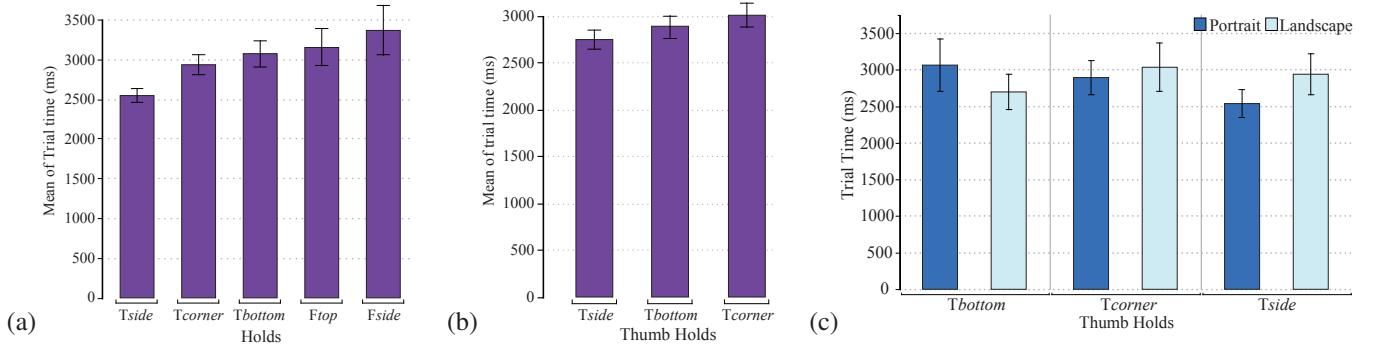 (a)
Mean of Trial time (ms)
3500
3000
2500
2000
1500
1000
500
0
Tside Tcorner Tbottom Ftop Fside
Holds
(b)
Mean of trial time (ms)
3000
2500
2000
1500
1000
500
0
Tside Tbottom Tcorner
Thumb Holds
(c)
Trial Time (ms)
Portrait Landscape
3500
3000
2500
2000
1500
1000
500
0
Tbottom Tcorner Tside
Thumb Holds